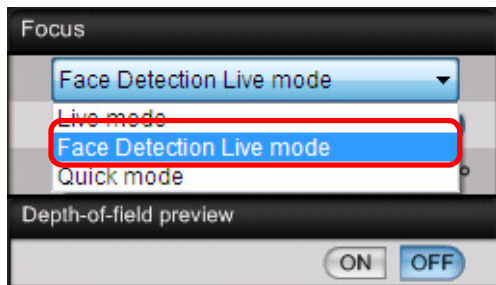 Focus
Face Detection Live mode
Live mode
Face Detection Live mode
Quick mode
Depth-of-field preview
ON OFF